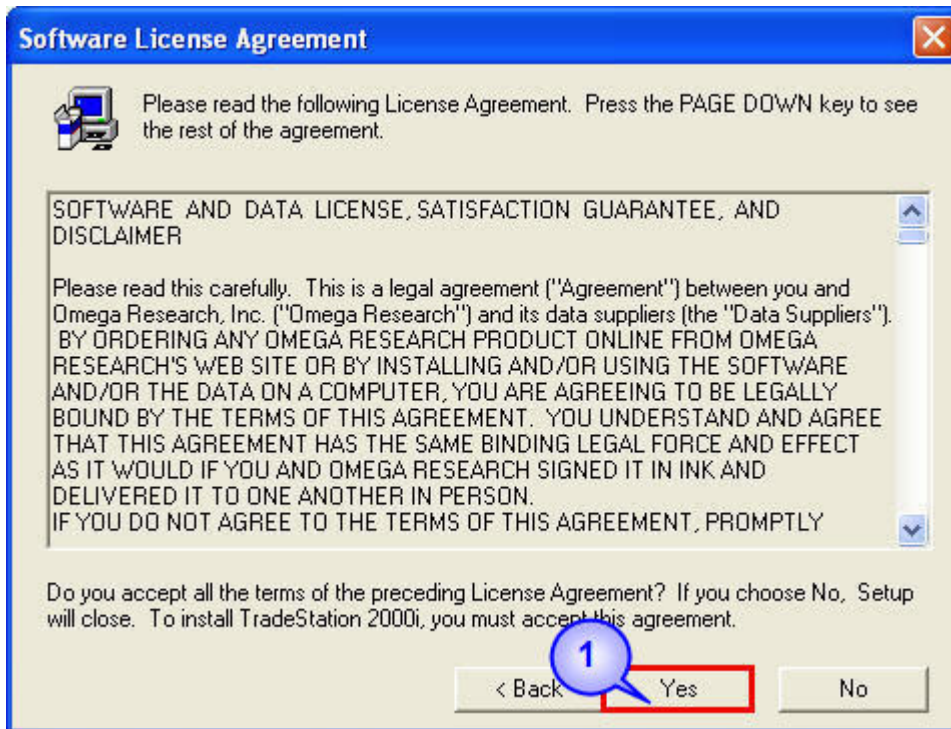 Software License Agreement
Please read the following License Agreement. Press the PAGE DOWN key to see
the rest of the agreement.
SOFTWARE AND DATA LICENSE, SATISFACTION GUARANTEE, AND
DISCLAIMER
Please read this carefully. This is a legal agreement ("Agreement") between you and
Omega Research, Inc. ("Omega Research") and its data suppliers (the "Data Suppliers").
BY ORDERING ANY OMEGA RESEARCH PRODUCT ONLINE FROM OMEGA
RESEARCH'S WEB SITE OR BY INSTALLING AND/OR USING THE SOFTWARE
AND/OR THE DATA ON A COMPUTER, YOU ARE AGREEING TO BE LEGALLY
BOUND BY THE TERMS OF THIS AGREEMENT. YOU UNDERSTAND AND AGREE
THAT THIS AGREEMENT HAS THE SAME BINDING LEGAL FORCE AND EFFECT
AS IT WOULD IF YOU AND OMEGA RESEARCH SIGNED IT IN INK AND
DELIVERED IT TO ONE ANOTHER IN PERSON.
IF YOU DO NOT AGREE TO THE TERMS OF THIS AGREEMENT, PROMPTLY
Do you accept all the terms of the preceding License Agreement? If you choose No, Setup
will close. To install TradeStation 2000i, you must accept this agreement.
1
< Back Yes No